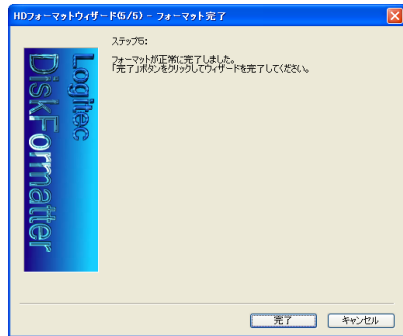 HDフォーマットウィザード(5/5) - フォーマット完了
ステップ5:
フォーマットが正常に完了しました。
「完了」ボタンをクリックしてウィザードを完了してください。
Logitec
DiskFormatter
完了
キャンセル